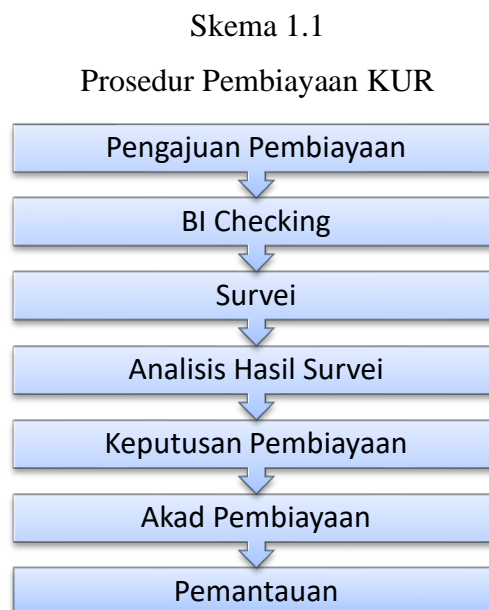 Skema 1.1
Prosedur Pembiayaan KUR
Pengajuan Pembiayaan
BI Checking
Survei
Analisis Hasil Survei
Keputusan Pembiayaan
Akad Pembiayaan
Pemantauan